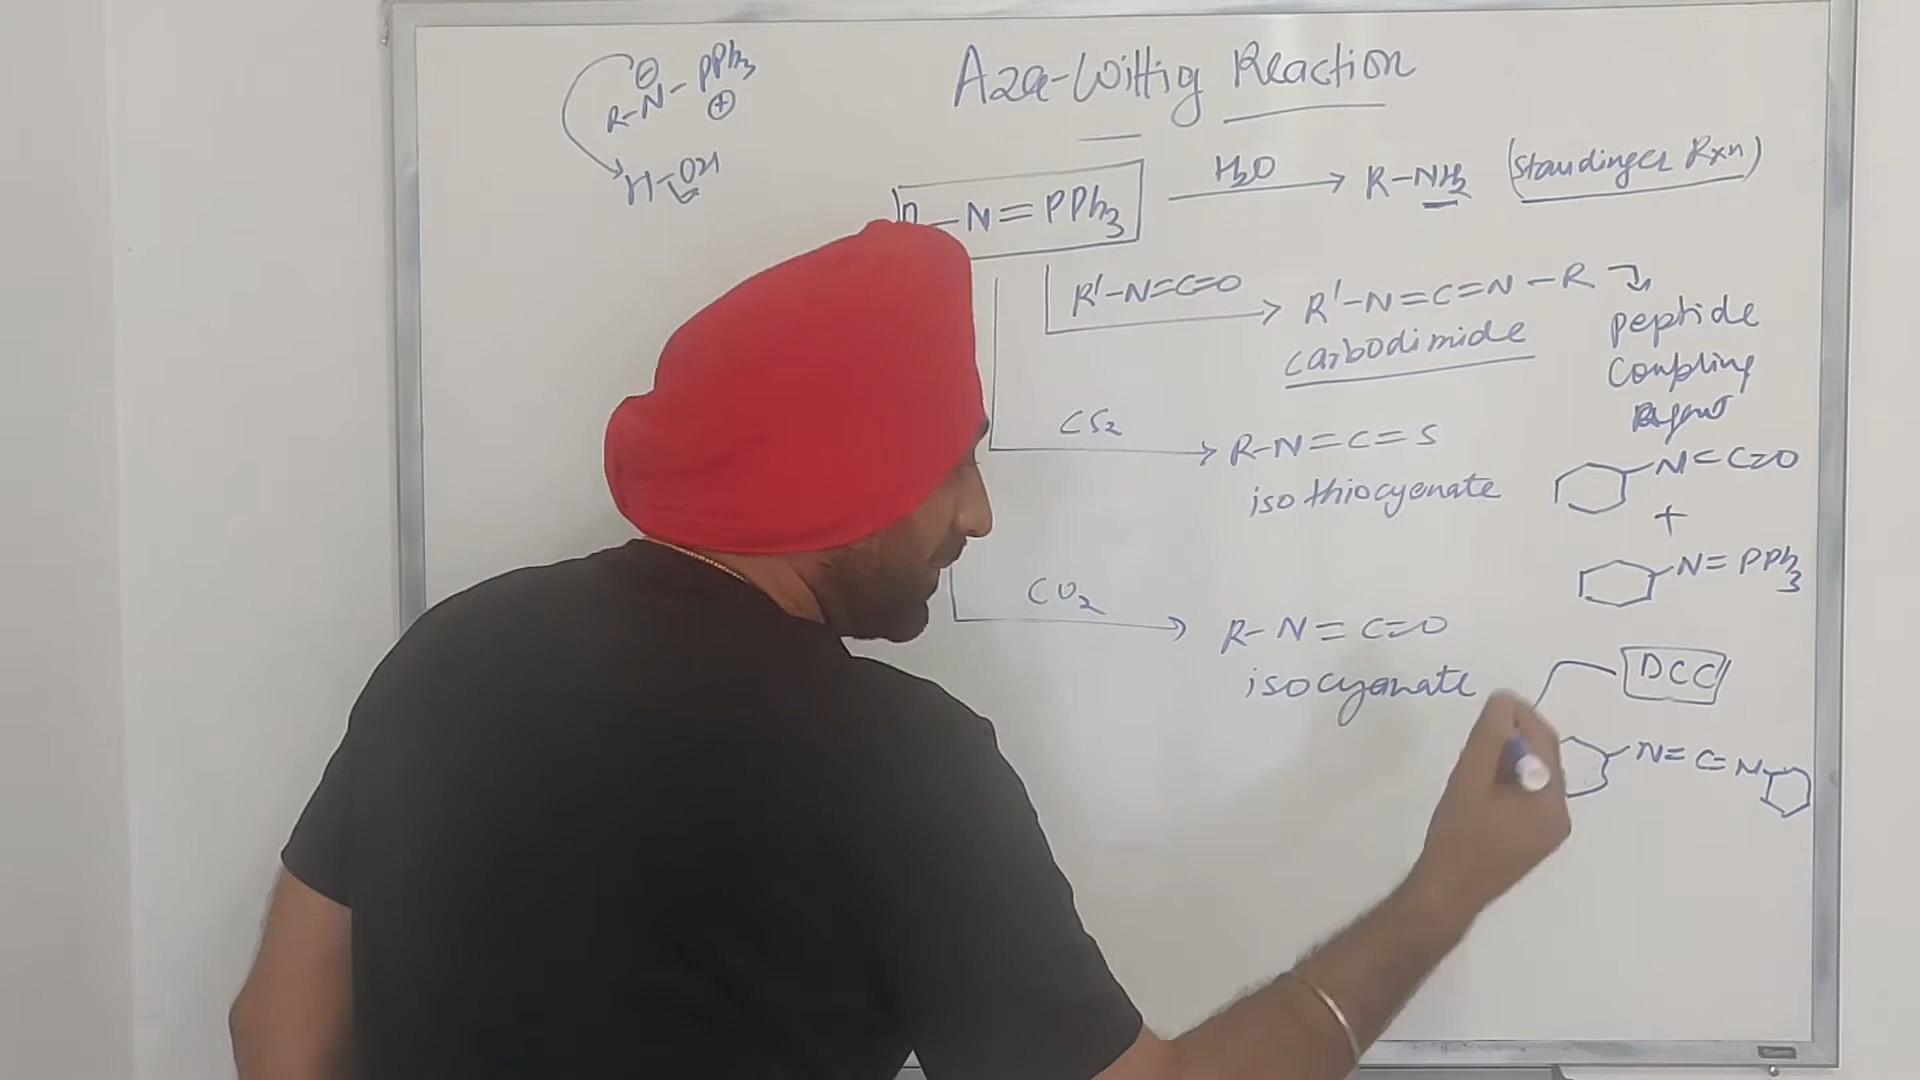 Aza-Wittig Reaction
R-N-PPh3
⊖
⊕
H-OH
—N=PPh3
H2O
R-NH2
(Staudinger Rxn)
R'-N=C=O
R'-N=C=N-R
carbodimide
peptide
Coupling
CS2
R-N=C=S
isothiocyanate
N=C=O
+
N=PPh3
CO2
R-N=C=O
isocyanate
DCC
N=C=N